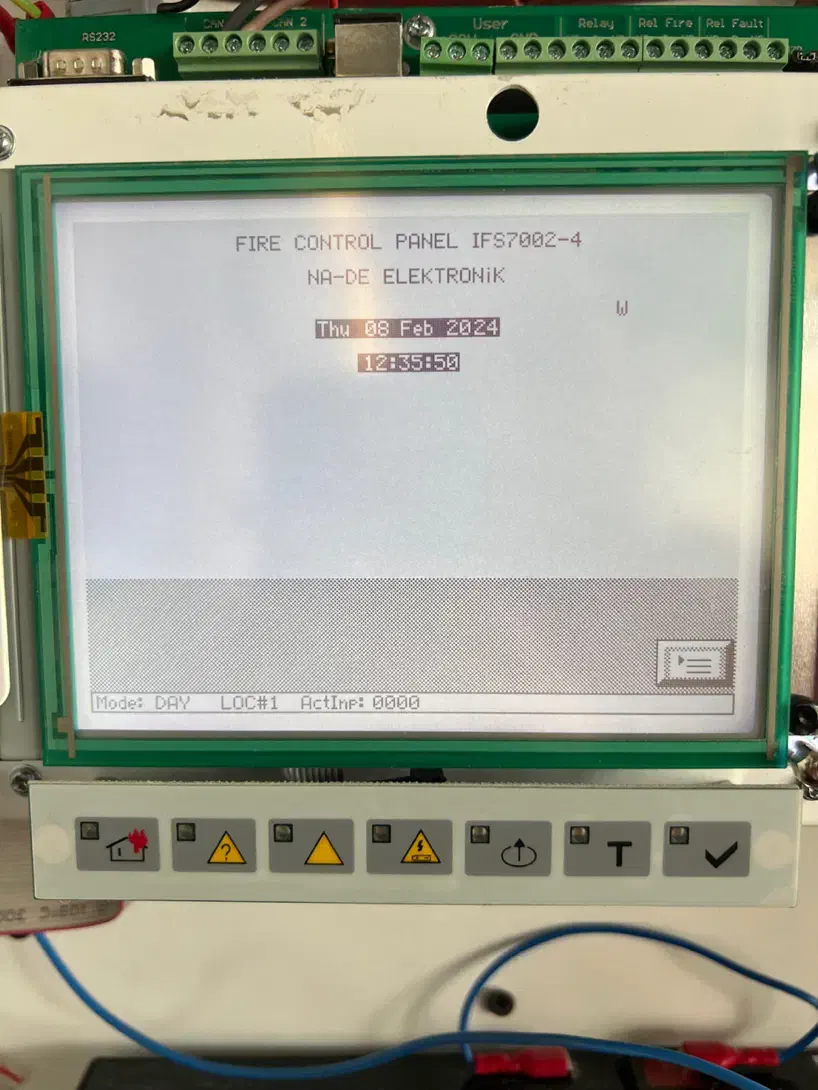 RS232
CAN
CAN 2
User
Relay
Rel Fire
Rel Fault
FIRE CONTROL PANEL IFS7002-4
NA-DE ELEKTRONiK
W
Thu 08 Feb 2024
12:35:50
Mode: DAY LOC#1 ActInp: 0000
?
T